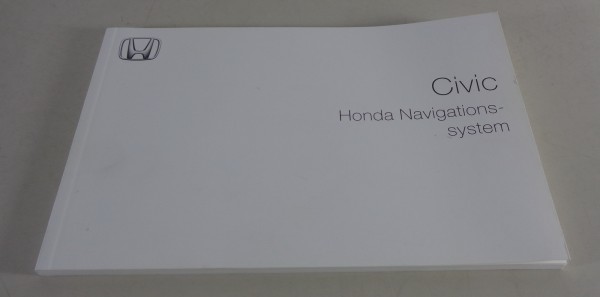 Civic
Honda Navigations-
system